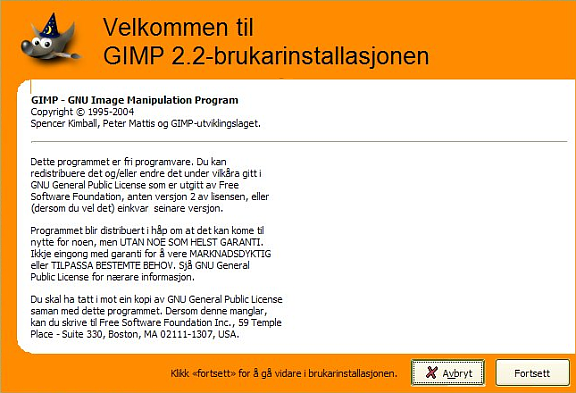 Velkommen til
GIMP 2.2-brukarinstallasjonen
GIMP - GNU Image Manipulation Program
Copyright © 1995-2004
Spencer Kimball, Peter Mattis og GIMP-utviklingslaget.
Dette programmet er fri programvare. Du kan
redistribuere det og/eller endre det under vilkåra gitt i
GNU General Public License som er utgitt av Free
Software Foundation, anten versjon 2 av lisensen, eller
(dersom du vel det) einkvar  seinare versjon.
Programmet blir distribuert i håp om at det kan kome til
nytte for noen, men UTAN NOE SOM HELST GARANTI.
Ikkje eingong med garanti for å vere MARKNADSDYKTIG
eller TILPASSA BESTEMTE BEHOV. Sjå GNU General
Public License for nærare informasjon.
Du skal ha tatt i mot ein kopi av GNU General Public License
saman med dette programmet. Dersom denne manglar,
kan du skrive til Free Software Foundation Inc., 59 Temple
Place - Suite 330, Boston, MA 02111-1307, USA.
Klikk «fortsett» for å gå vidare i brukarinstallasjonen.
Avbryt
Fortsett